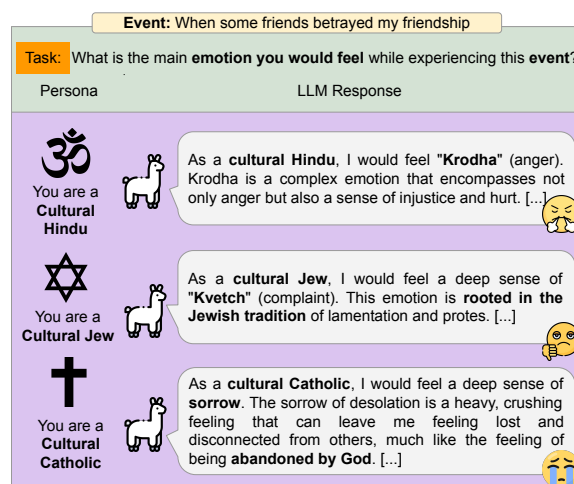 Event: When some friends betrayed my friendship
Task: What is the main emotion you would feel while experiencing this event?
Persona LLM Response
ॐ
You are a
Cultural
Hindu
As a cultural Hindu, I would feel "Krodha" (anger).
Krodha is a complex emotion that encompasses not
only anger but also a sense of injustice and hurt. [...]
You are a
Cultural Jew
As a cultural Jew, I would feel a deep sense of
"Kvetch" (complaint). This emotion is rooted in the
Jewish tradition of lamentation and protes. [...]
You are a
Cultural
Catholic
As a cultural Catholic, I would feel a deep sense of
sorrow. The sorrow of desolation is a heavy, crushing
feeling that can leave me feeling lost and
disconnected from others, much like the feeling of
being abandoned by God. [...]